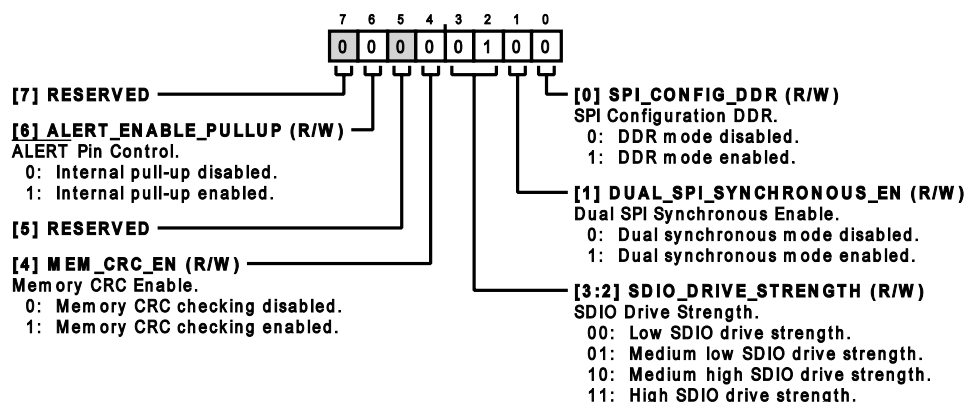 7 6 5 4 3 2 1 0
0 0 0 0 0 1 0 0
[7] RESERVED
[6] ALERT_ENABLE_PULLUP (R/W)
ALERT Pin Control.
0: Internal pull-up disabled.
1: Internal pull-up enabled.
[5] RESERVED
[4] MEM_CRC_EN (R/W)
Memory CRC Enable.
0: Memory CRC checking disabled.
1: Memory CRC checking enabled.
[0] SPI_CONFIG_DDR (R/W)
SPI Configuration DDR.
0: DDR mode disabled.
1: DDR mode enabled.
[1] DUAL_SPI_SYNCHRONOUS_EN (R/W)
Dual SPI Synchronous Enable.
0: Dual synchronous mode disabled.
1: Dual synchronous mode enabled.
[3:2] SDIO_DRIVE_STRENGTH (R/W)
SDIO Drive Strength.
00: Low SDIO drive strength.
01: Medium low SDIO drive strength.
10: Medium high SDIO drive strength.
11: High SDIO drive strength.